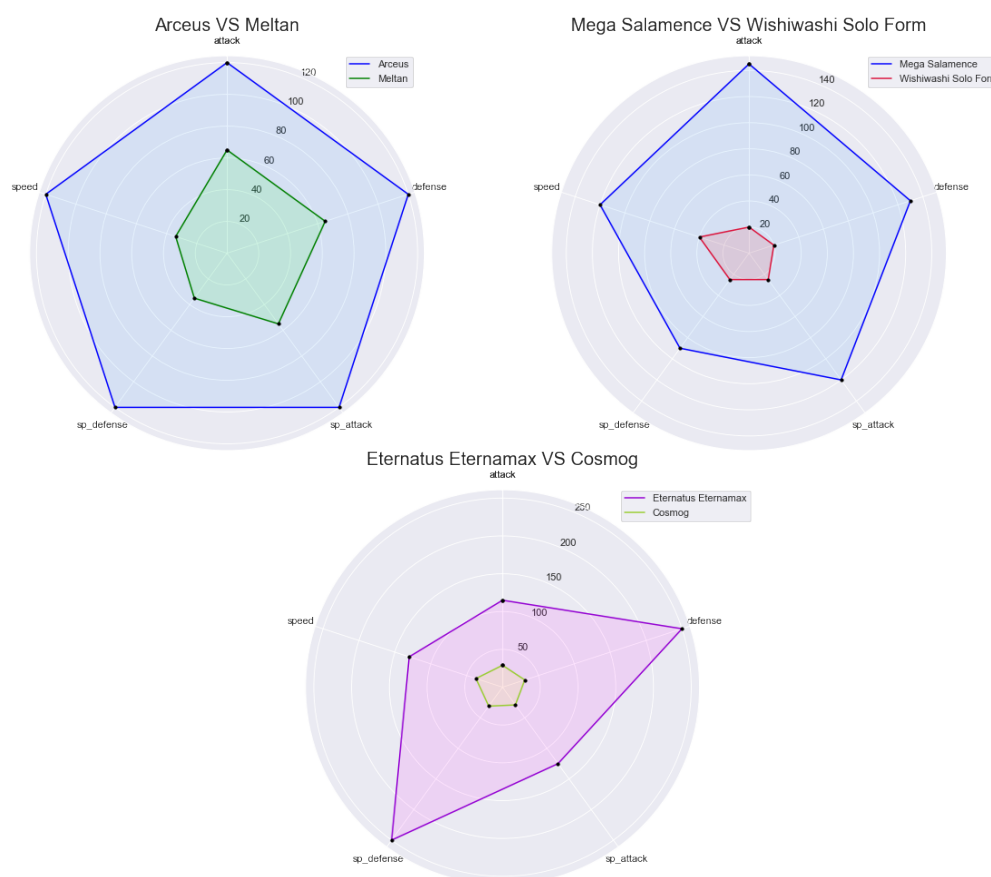 Arceus VS Meltan
attack
Arceus
Meltan
120
100
80
60
40
20
speed
defense
sp_defense
sp_attack
Mega Salamence VS Wishiwashi Solo Form
attack
Mega Salamence
Wishiwashi Solo For
140
120
100
80
60
40
20
speed
defense
sp_defense
sp_attack
Eternatus Eternamax VS Cosmog
attack
Eternatus Eternamax
Cosmog
250
200
150
100
50
speed
defense
sp_defense
sp_attack